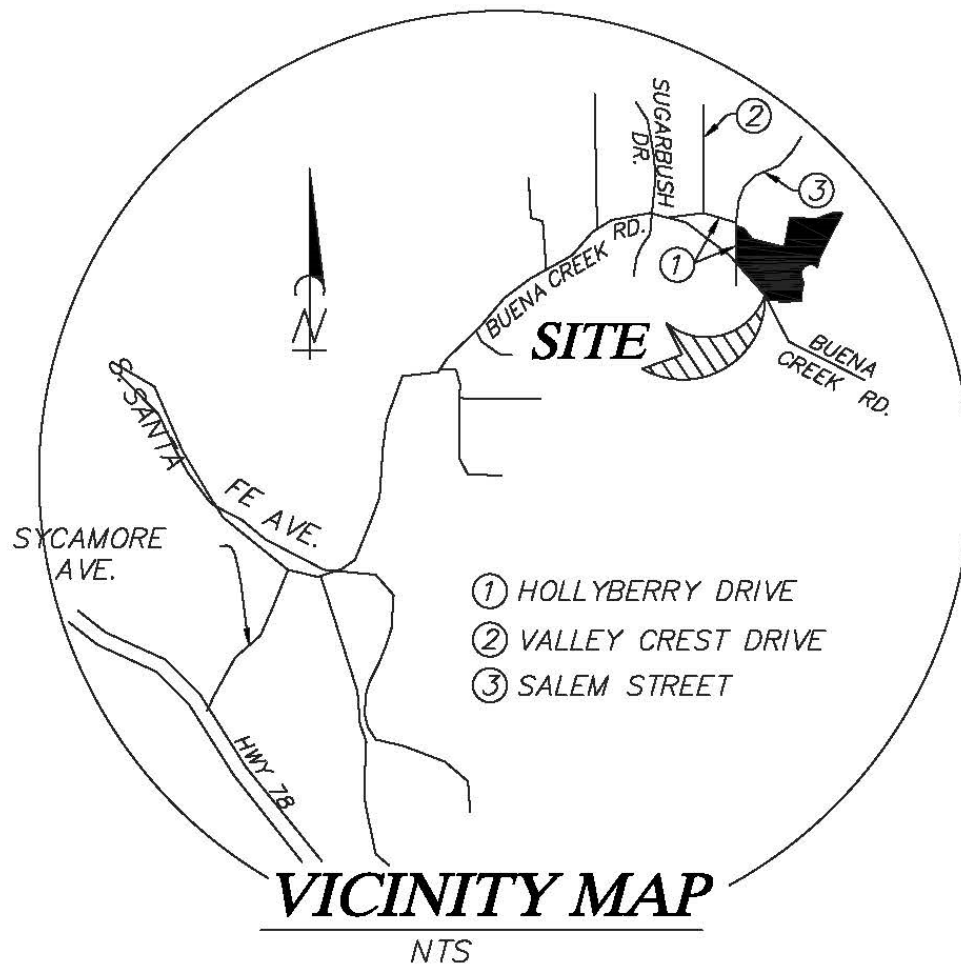 SUGARBUSH
DR.
2
3
1
BUENA CREEK RD.
SITE
BUENA
CREEK RD.
N
S. SANTA
FE AVE.
SYCAMORE
AVE.
1 HOLLYBERRY DRIVE
2 VALLEY CREST DRIVE
3 SALEM STREET
HWY 78
VICINITY MAP
NTS